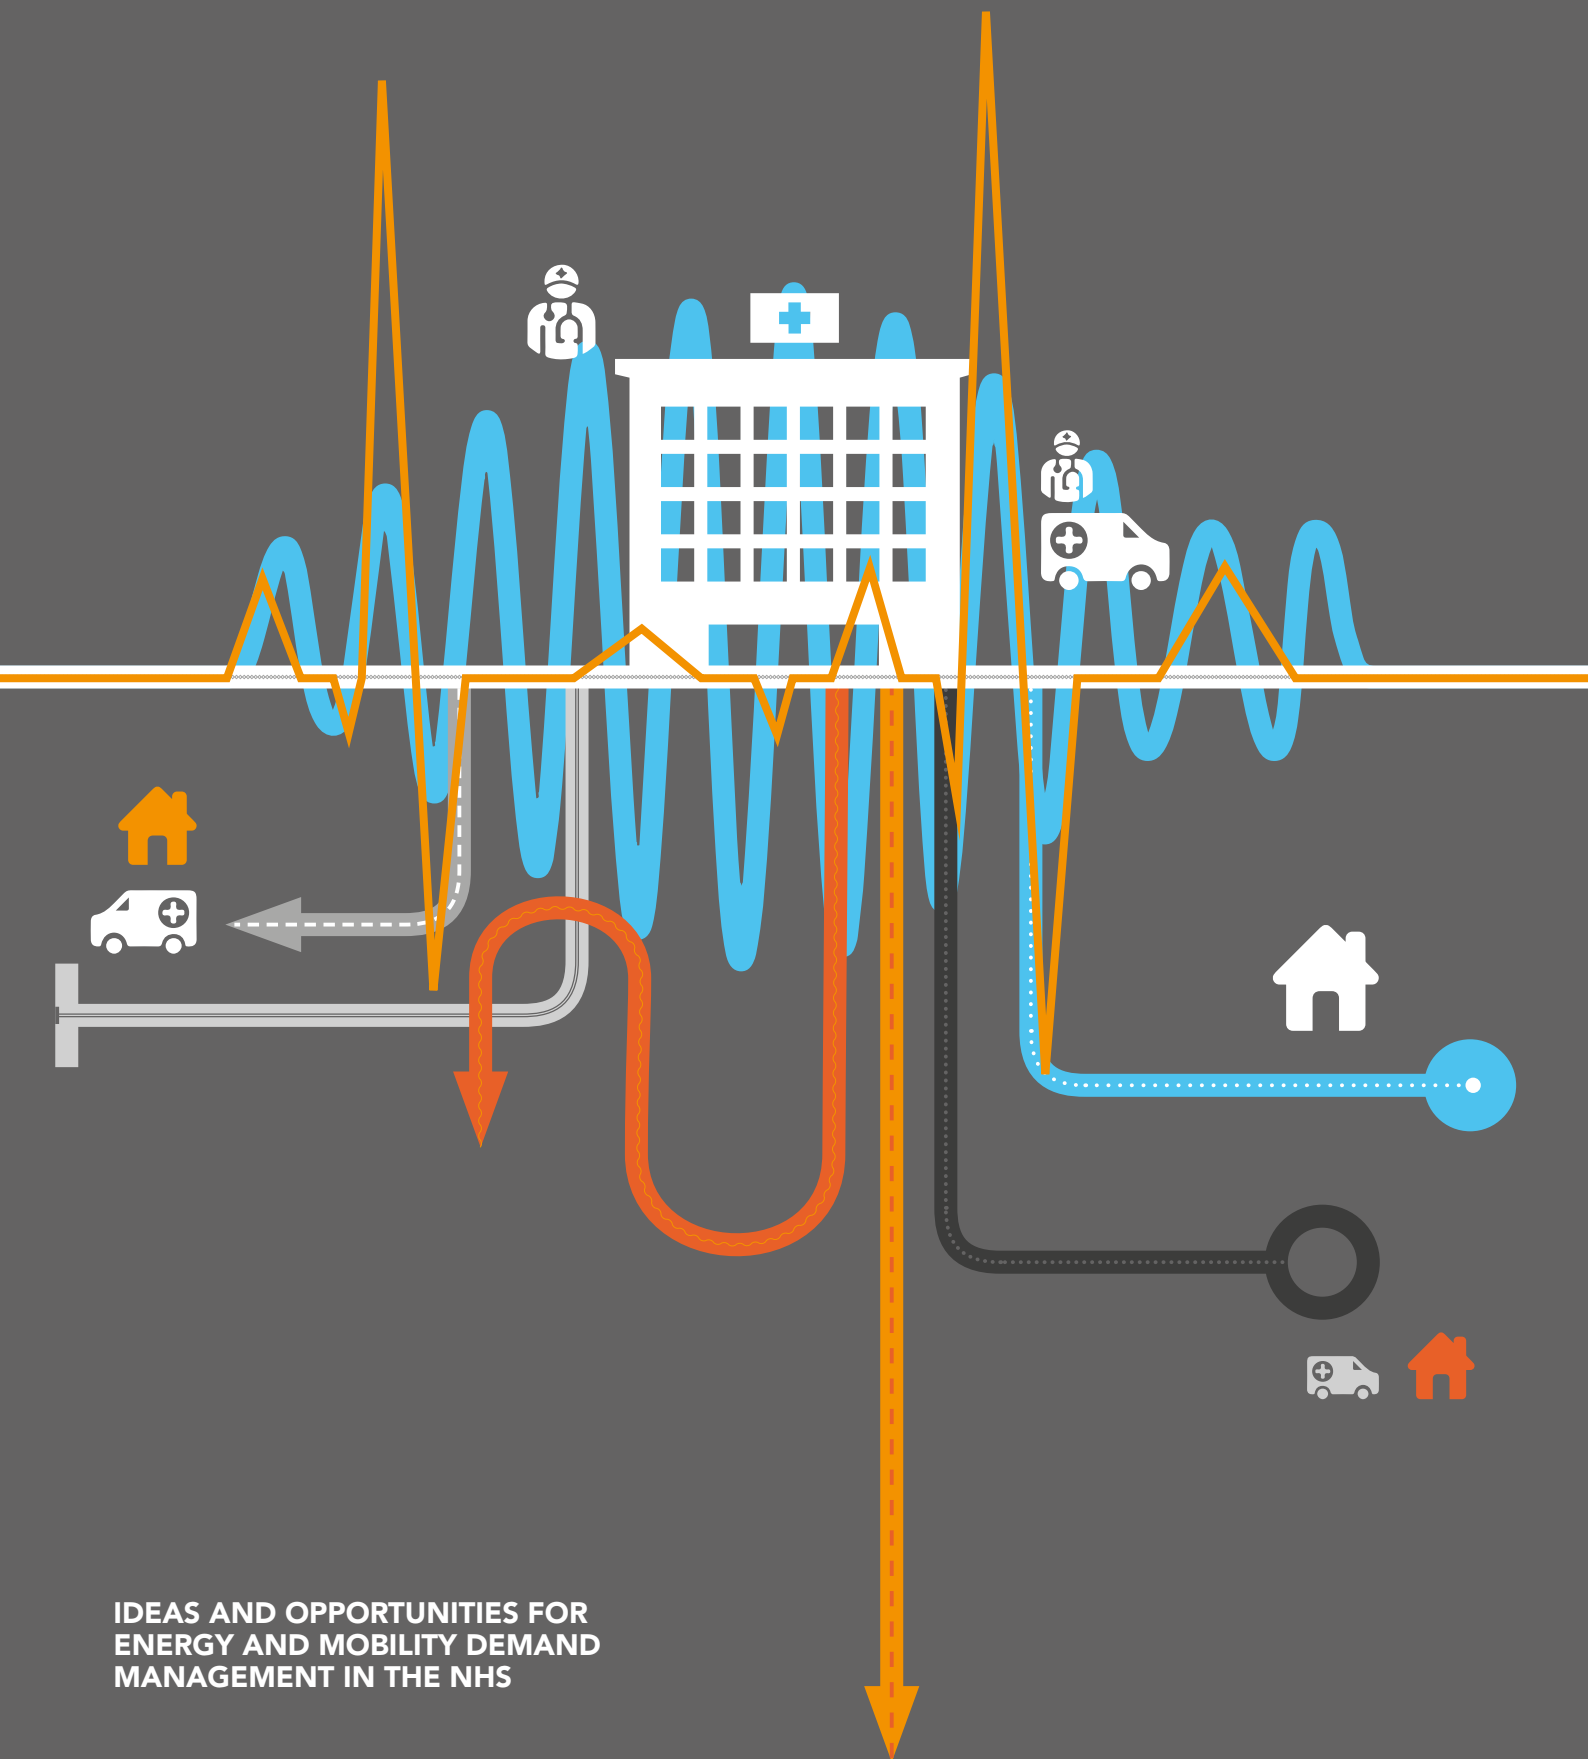 IDEAS AND OPPORTUNITIES FOR
ENERGY AND MOBILITY DEMAND
MANAGEMENT IN THE NHS